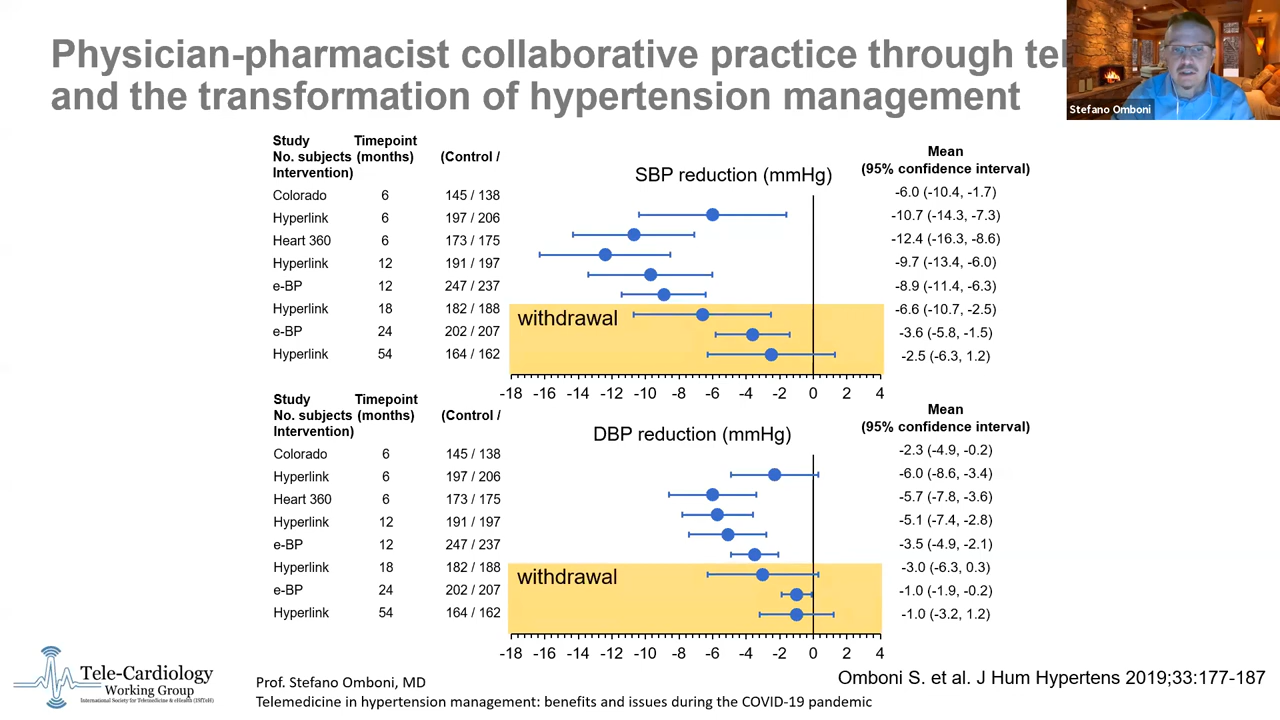 Physician-pharmacist collaborative practice through tel
and the transformation of hypertension management
Stefano Omboni
Study Timepoint
No. subjects (months) (Control /
Intervention)
SBP reduction (mmHg)
Mean
(95% confidence interval)
Colorado 6 145 / 138 -6.0 (-10.4, -1.7)
Hyperlink 6 197 / 206 -10.7 (-14.3, -7.3)
Heart 360 6 173 / 175 -12.4 (-16.3, -8.6)
Hyperlink 12 191 / 197 -9.7 (-13.4, -6.0)
e-BP 12 247 / 237 -8.9 (-11.4, -6.3)
Hyperlink 18 182 / 188 -6.6 (-10.7, -2.5)
withdrawal
e-BP 24 202 / 207 -3.6 (-5.8, -1.5)
Hyperlink 54 164 / 162 -2.5 (-6.3, 1.2)
-18 -16 -14 -12 -10 -8 -6 -4 -2 0 2 4
Study Timepoint
No. subjects (months) (Control /
Intervention)
DBP reduction (mmHg)
Mean
(95% confidence interval)
Colorado 6 145 / 138 -2.3 (-4.9, -0.2)
Hyperlink 6 197 / 206 -6.0 (-8.6, -3.4)
Heart 360 6 173 / 175 -5.7 (-7.8, -3.6)
Hyperlink 12 191 / 197 -5.1 (-7.4, -2.8)
e-BP 12 247 / 237 -3.5 (-4.9, -2.1)
Hyperlink 18 182 / 188 -3.0 (-6.3, 0.3)
withdrawal
e-BP 24 202 / 207 -1.0 (-1.9, -0.2)
Hyperlink 54 164 / 162 -1.0 (-3.2, 1.2)
-18 -16 -14 -12 -10 -8 -6 -4 -2 0 2 4
Tele-Cardiology
Working Group
International Society for Telemedicine & eHealth (ISfTeH)
Prof. Stefano Omboni, MD
Telemedicine in hypertension management: benefits and issues during the COVID-19 pandemic
Omboni S. et al. J Hum Hypertens 2019;33:177-187